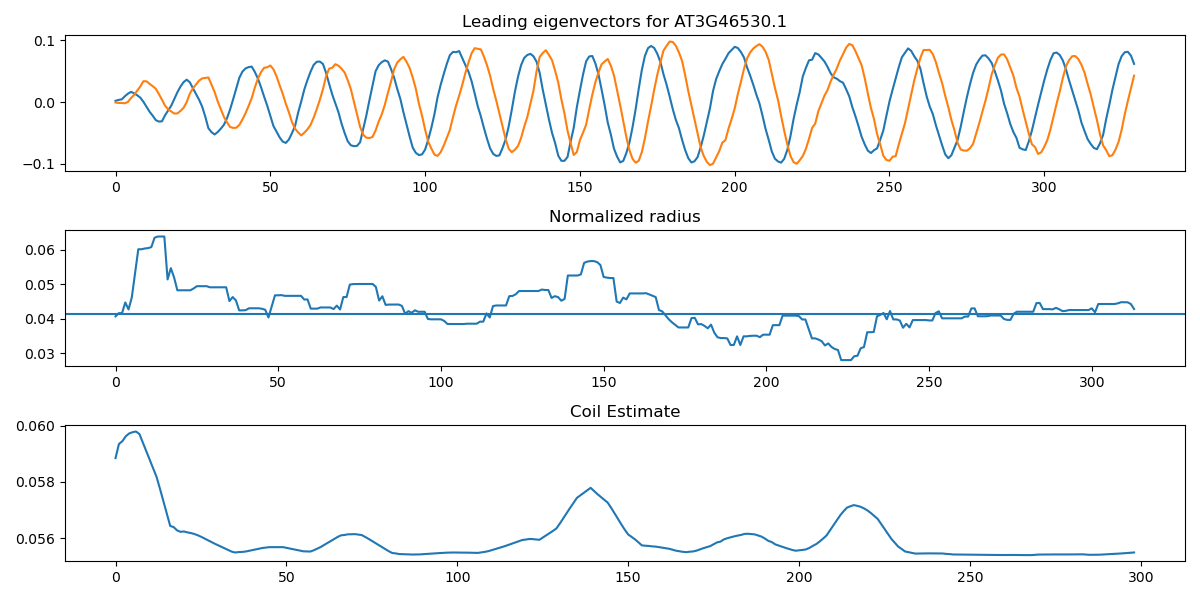 Leading eigenvectors for AT3G46530.1
0.1
0.0
−0.1
0 50 100 150 200 250 300
Normalized radius
0.06
0.05
0.04
0.03
0 50 100 150 200 250 300
Coil Estimate
0.060
0.058
0.056
0 50 100 150 200 250 300